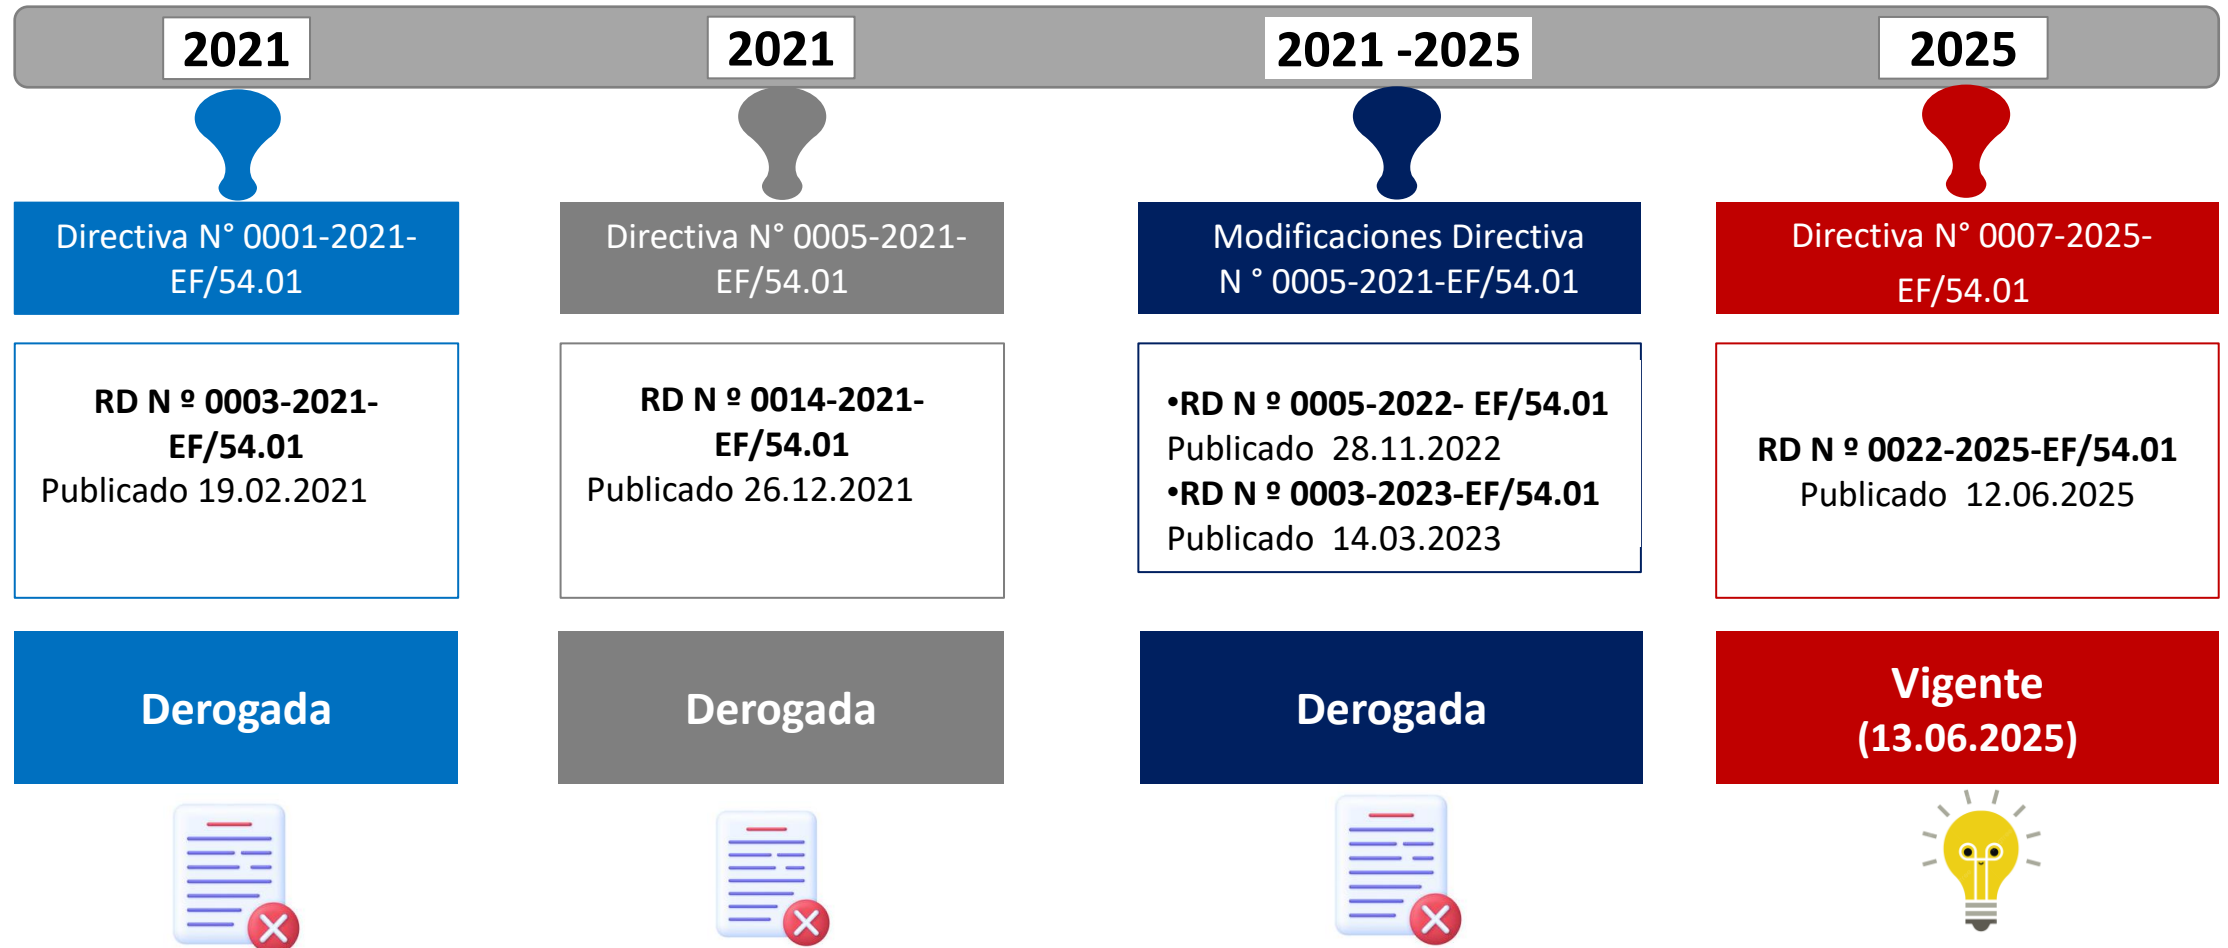 2021
2021
2021 -2025
2025
Directiva N° 0001-2021-
EF/54.01
Directiva N° 0005-2021-
EF/54.01
Modificaciones Directiva
N ° 0005-2021-EF/54.01
Directiva N° 0007-2025-
EF/54.01
RD N º 0003-2021-
EF/54.01
Publicado 19.02.2021
RD N º 0014-2021-
EF/54.01
Publicado 26.12.2021
•RD N º 0005-2022- EF/54.01
Publicado  28.11.2022
•RD N º 0003-2023-EF/54.01
Publicado  14.03.2023
RD N º 0022-2025-EF/54.01
Publicado  12.06.2025
Derogada
Derogada
Derogada
Vigente
(13.06.2025)